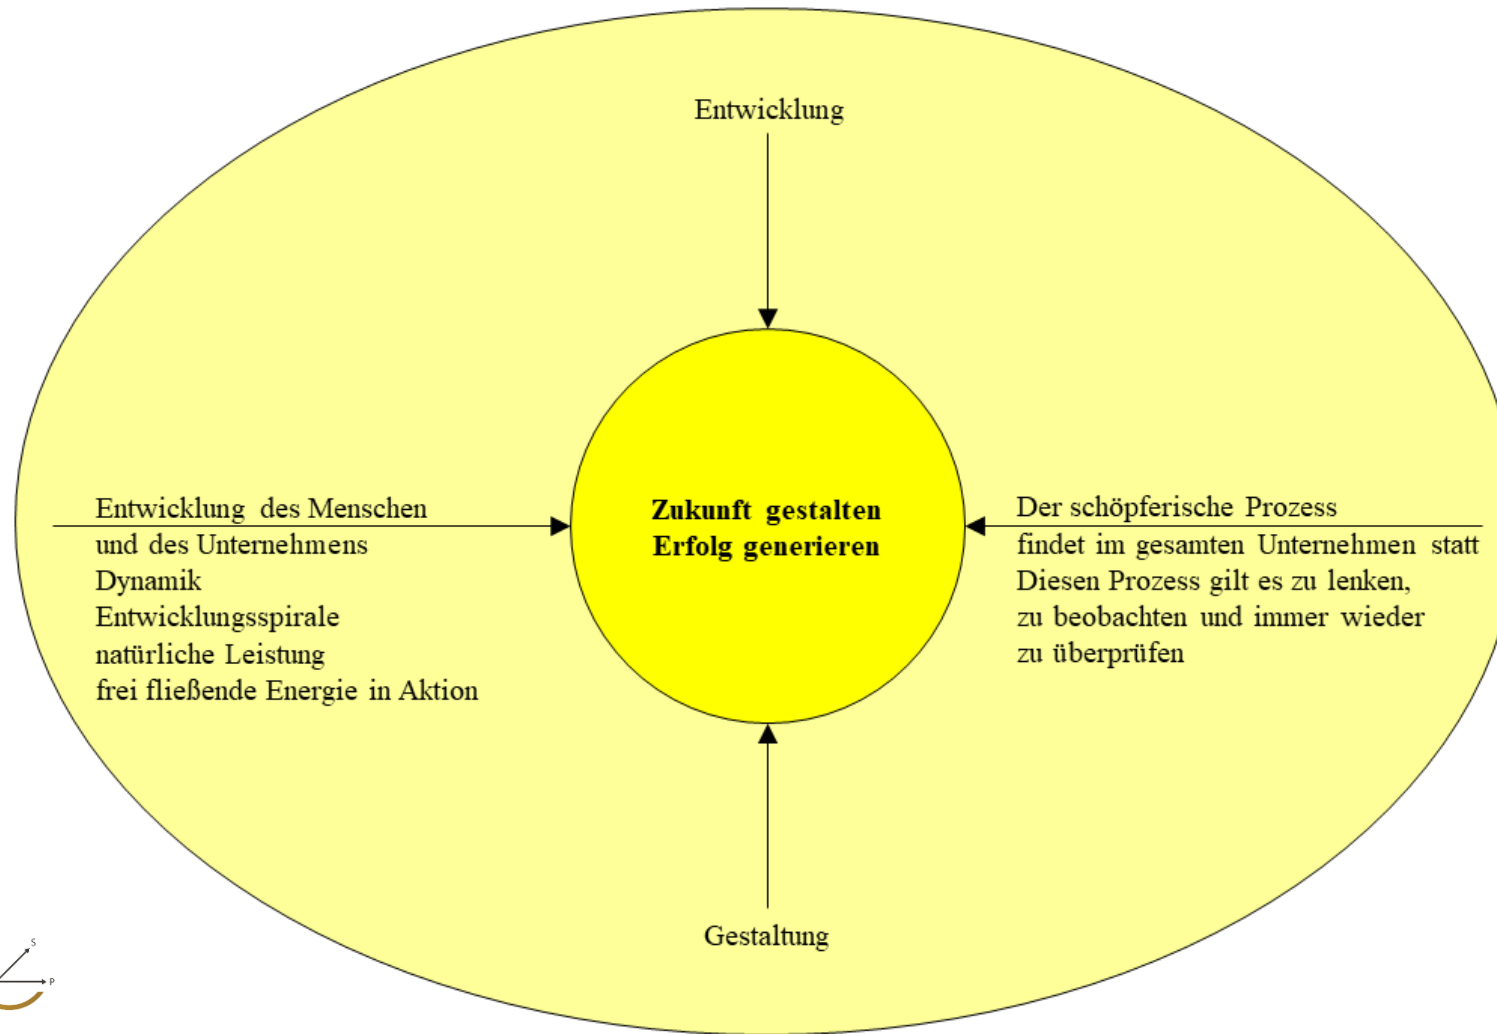 Entwicklung
Entwicklung des Menschen
und des Unternehmens
Dynamik
Entwicklungsspirale
natürliche Leistung
frei fließende Energie in Aktion
Zukunft gestalten
Erfolg generieren
Der schöpferische Prozess
findet im gesamten Unternehmen statt
Diesen Prozess gilt es zu lenken,
zu beobachten und immer wieder
zu überprüfen
Gestaltung
S
P